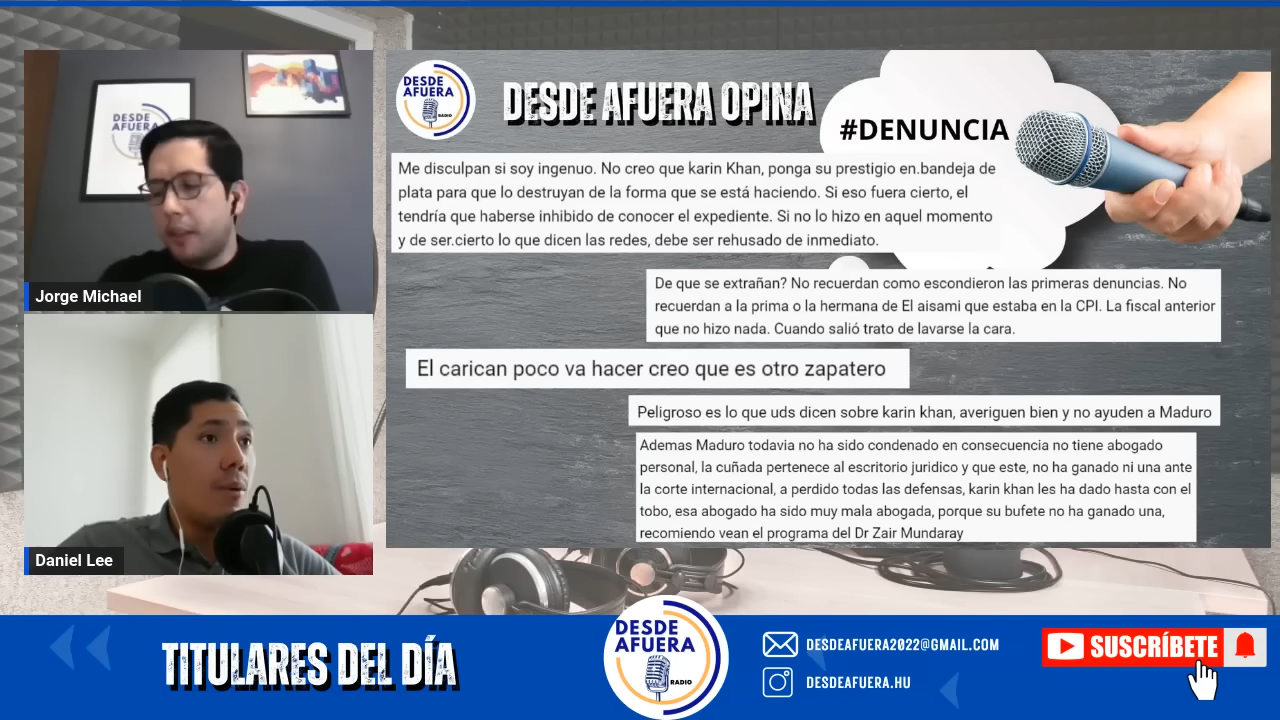 DESDE
AFUERA
Jorge Michael
Daniel Lee
DESDE
AFUERA
RADIO
DESDE AFUERA OPINA
#DENUNCIA
Me disculpan si soy ingenuo. No creo que karin Khan, ponga su prestigio en.bandeja de
plata para que lo destruyan de la forma que se está haciendo. Si eso fuera cierto, el
tendría que haberse inhibido de conocer el expediente. Si no lo hizo en aquel momento
y de ser.cierto lo que dicen las redes, debe ser rehusado de inmediato.
De que se extrañan? No recuerdan como escondieron las primeras denuncias. No
recuerdan a la prima o la hermana de El aisami que estaba en la CPI. La fiscal anterior
que no hizo nada. Cuando salió trato de lavarse la cara.
El carican poco va hacer creo que es otro zapatero
Peligroso es lo que uds dicen sobre karin khan, averiguen bien y no ayuden a Maduro
Ademas Maduro todavia no ha sido condenado en consecuencia no tiene abogado
personal, la cuñada pertenece al escritorio juridico y que este, no ha ganado ni una ante
la corte internacional, a perdido todas las defensas, karin khan les ha dado hasta con el
tobo, esa abogado ha sido muy mala abogada, porque su bufete no ha ganado una,
recomiendo vean el programa del Dr Zair Mundaray
TITULARES DEL DÍA
DESDE
AFUERA
RADIO
DESDEAFUERA2022@GMAIL.COM
DESDEAFUERA.HU
SUSCRÍBETE